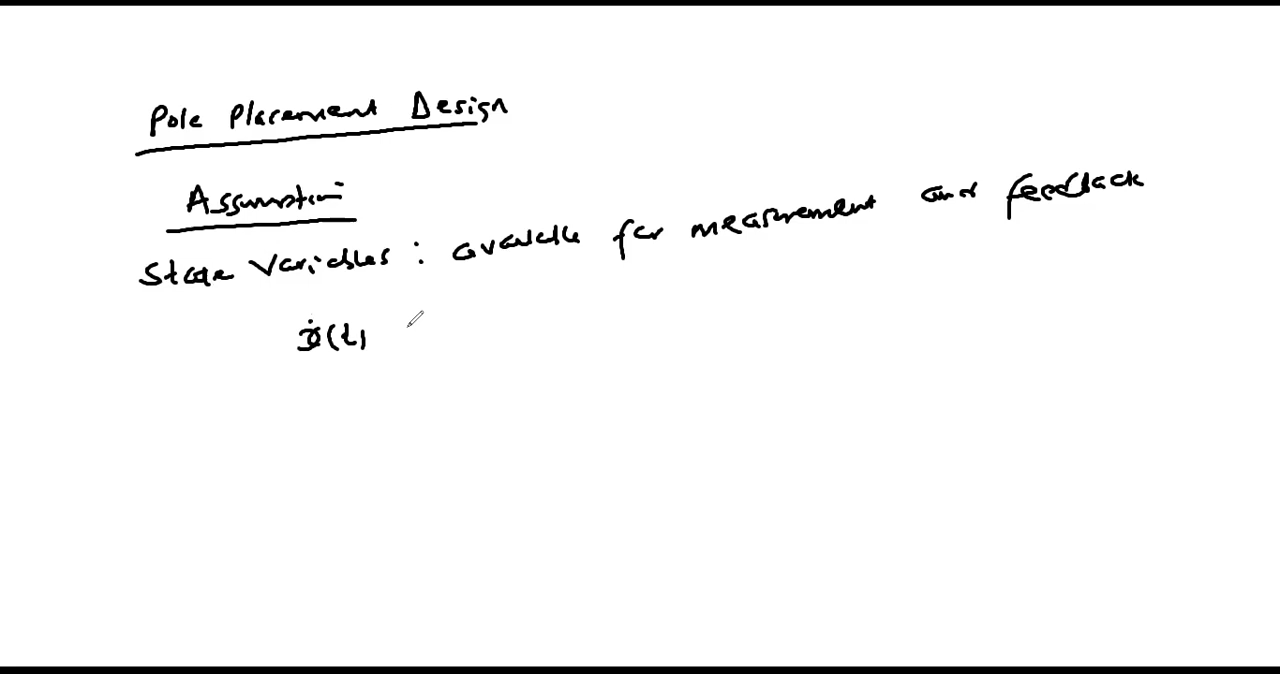 Pole Placement Design
Assumption
State Variables : available for measurement and feedback
ẋ(t)